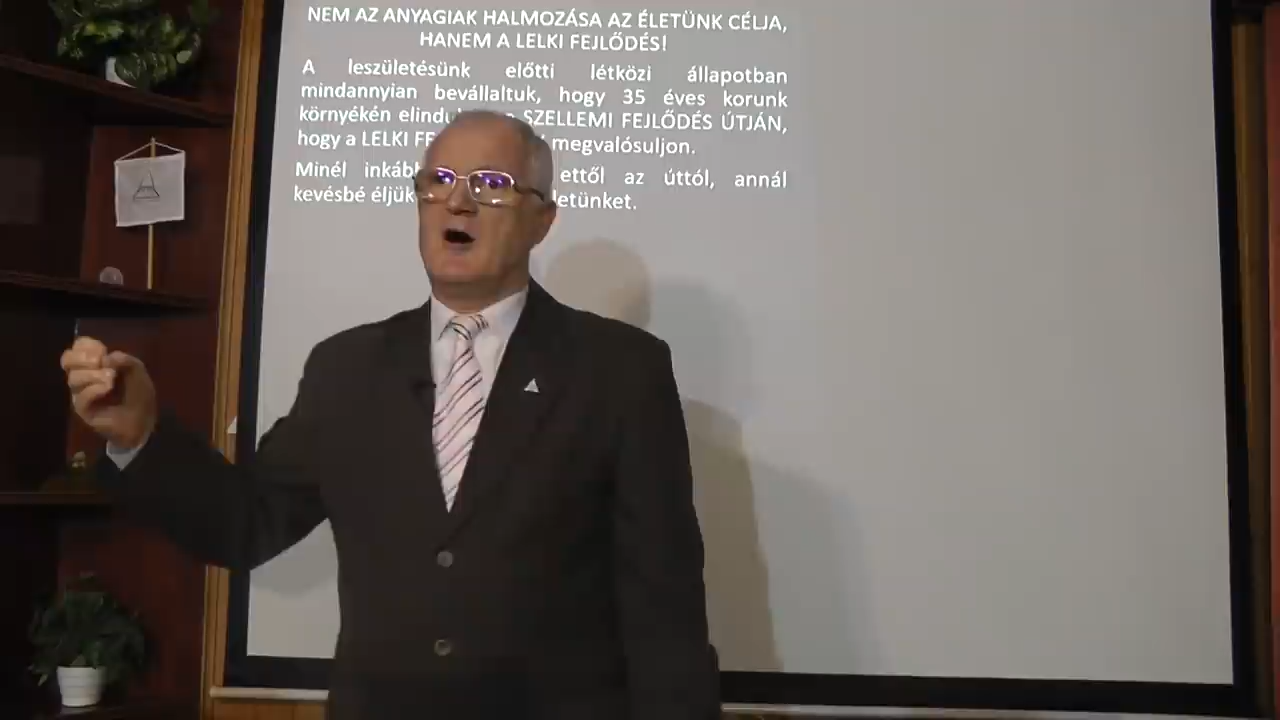 NEM AZ ANYAGIAK HALMOZÁSA AZ ÉLETÜNK CÉLJA,
HANEM A LELKI FEJLŐDÉS!
A leszületésünk előtti létközi állapotban
mindannyian bevállaltuk, hogy 35 éves korunk
környékén SZELLEMI FEJLŐDÉS ÚTJÁN,
hogy a LELKI megvalósuljon.
Minél ettől az úttól, annál
kevésbé